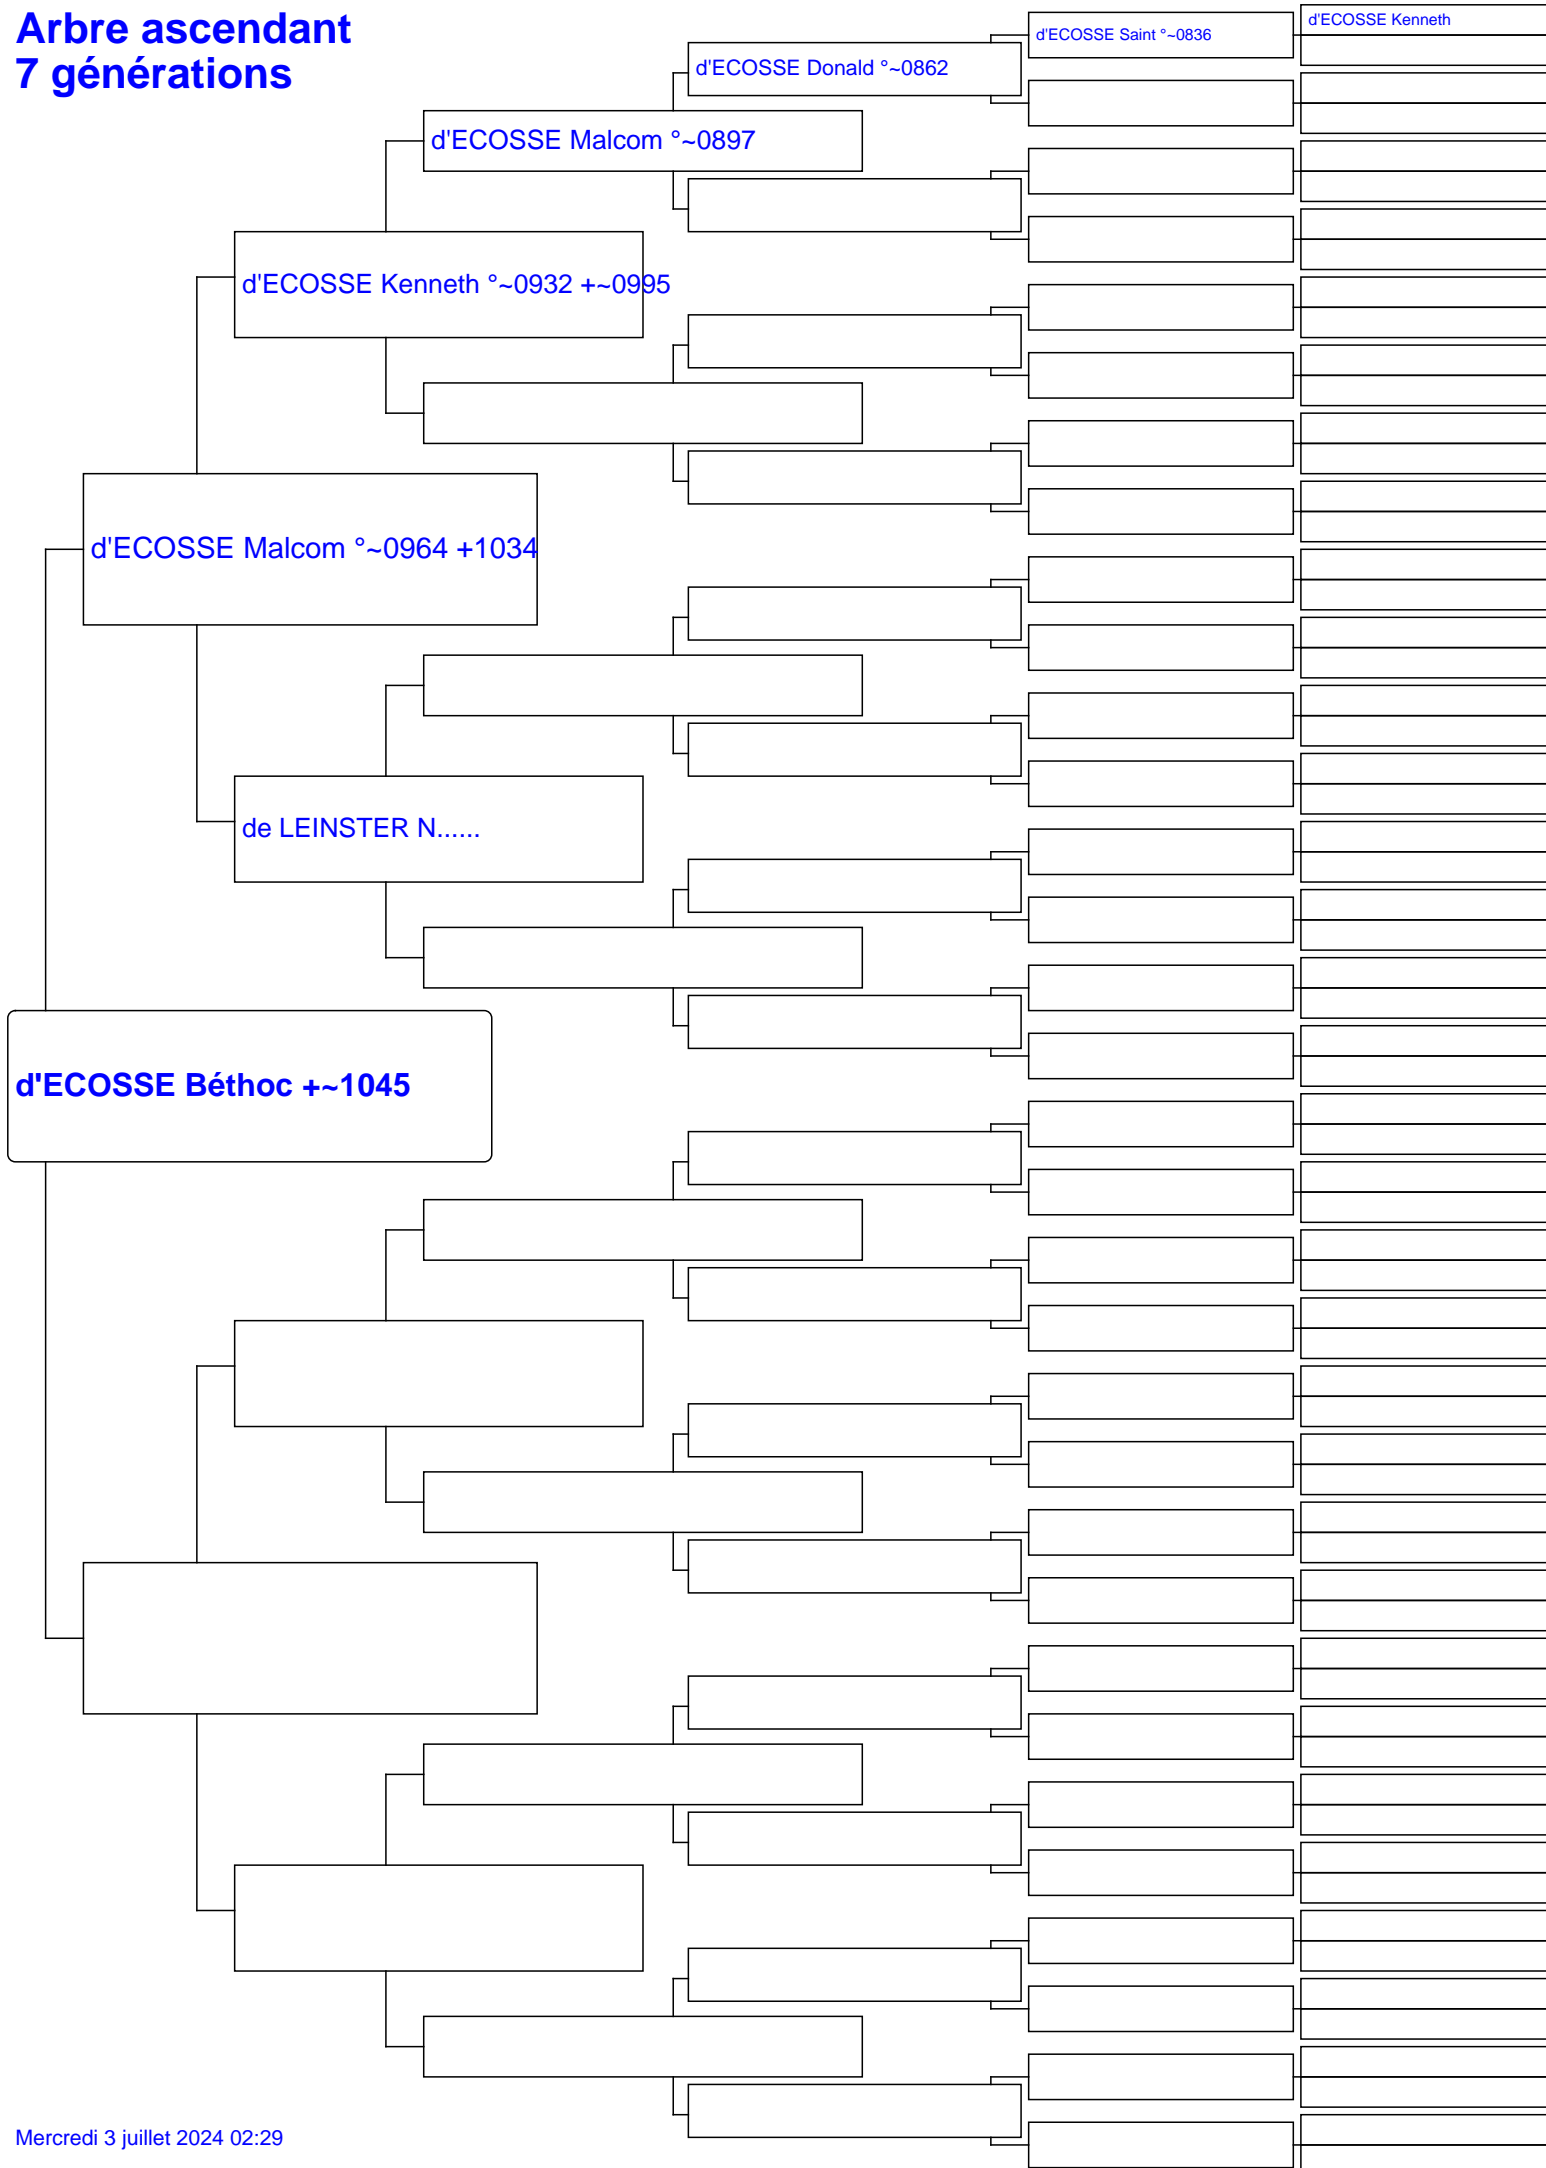 Arbre ascendant
7 générations
d'ECOSSE Kenneth
d'ECOSSE Saint °~0836
d'ECOSSE Donald °~0862
d'ECOSSE Malcom °~0897
d'ECOSSE Kenneth °~0932 +~0995
d'ECOSSE Malcom °~0964 +1034
de LEINSTER N......
d'ECOSSE Béthoc +~1045
Mercredi 3 juillet 2024 02:29